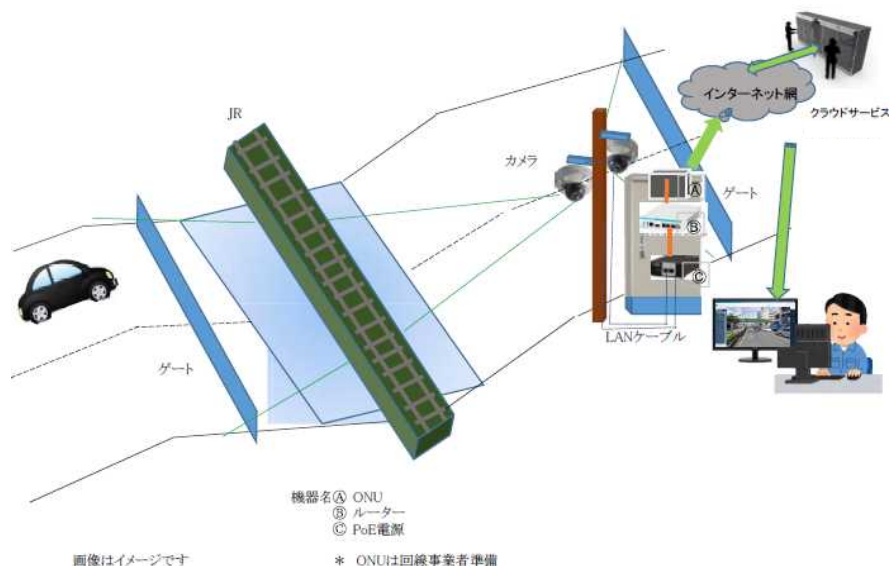 インターネット網
クラウドサービス
JR
カメラ
Ⓐ
ゲート
Ⓑ
Ⓒ
LANケーブル
ゲート
機器名Ⓐ ONU
Ⓑ ルーター
Ⓒ PoE電源
画像はイメージです
* ONUは回線事業者準備